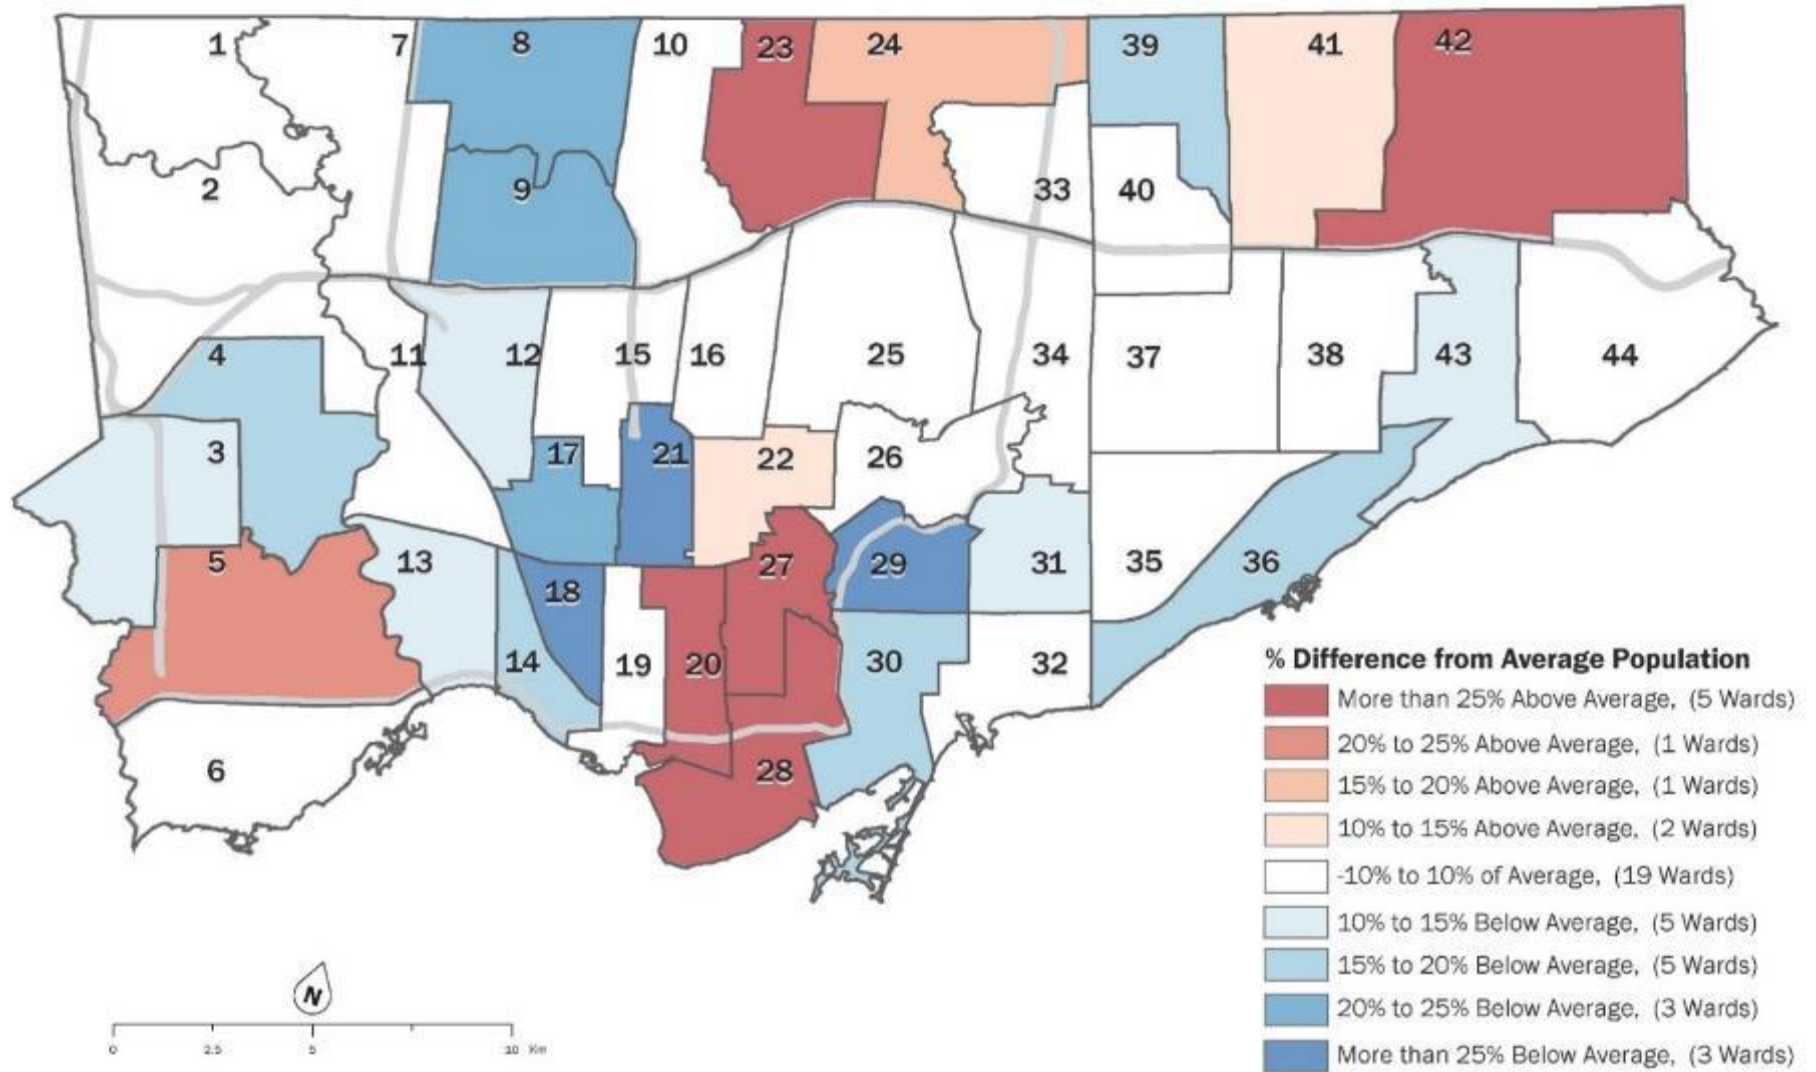 1 7 8 10 23 24 39 41 42
2 9 33 40
4 11 12 15 16 25 34 37 38 43 44
3 17 21 22 26
5 13 18 27 29 31 35 36
14 19 20 30 32
6 28
% Difference from Average Population
More than 25% Above Average, (5 Wards)
20% to 25% Above Average, (1 Wards)
15% to 20% Above Average, (1 Wards)
10% to 15% Above Average, (2 Wards)
-10% to 10% of Average, (19 Wards)
10% to 15% Below Average, (5 Wards)
15% to 20% Below Average, (5 Wards)
20% to 25% Below Average, (3 Wards)
More than 25% Below Average, (3 Wards)
N
0 2.5 5 10 Km